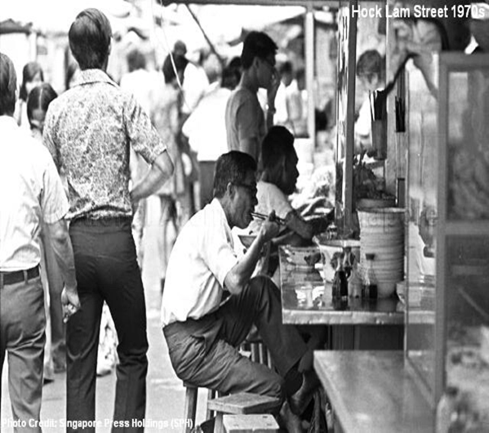 Hock Lam Street 1970s
Photo Credit: Singapore Press Holdings (SPH)